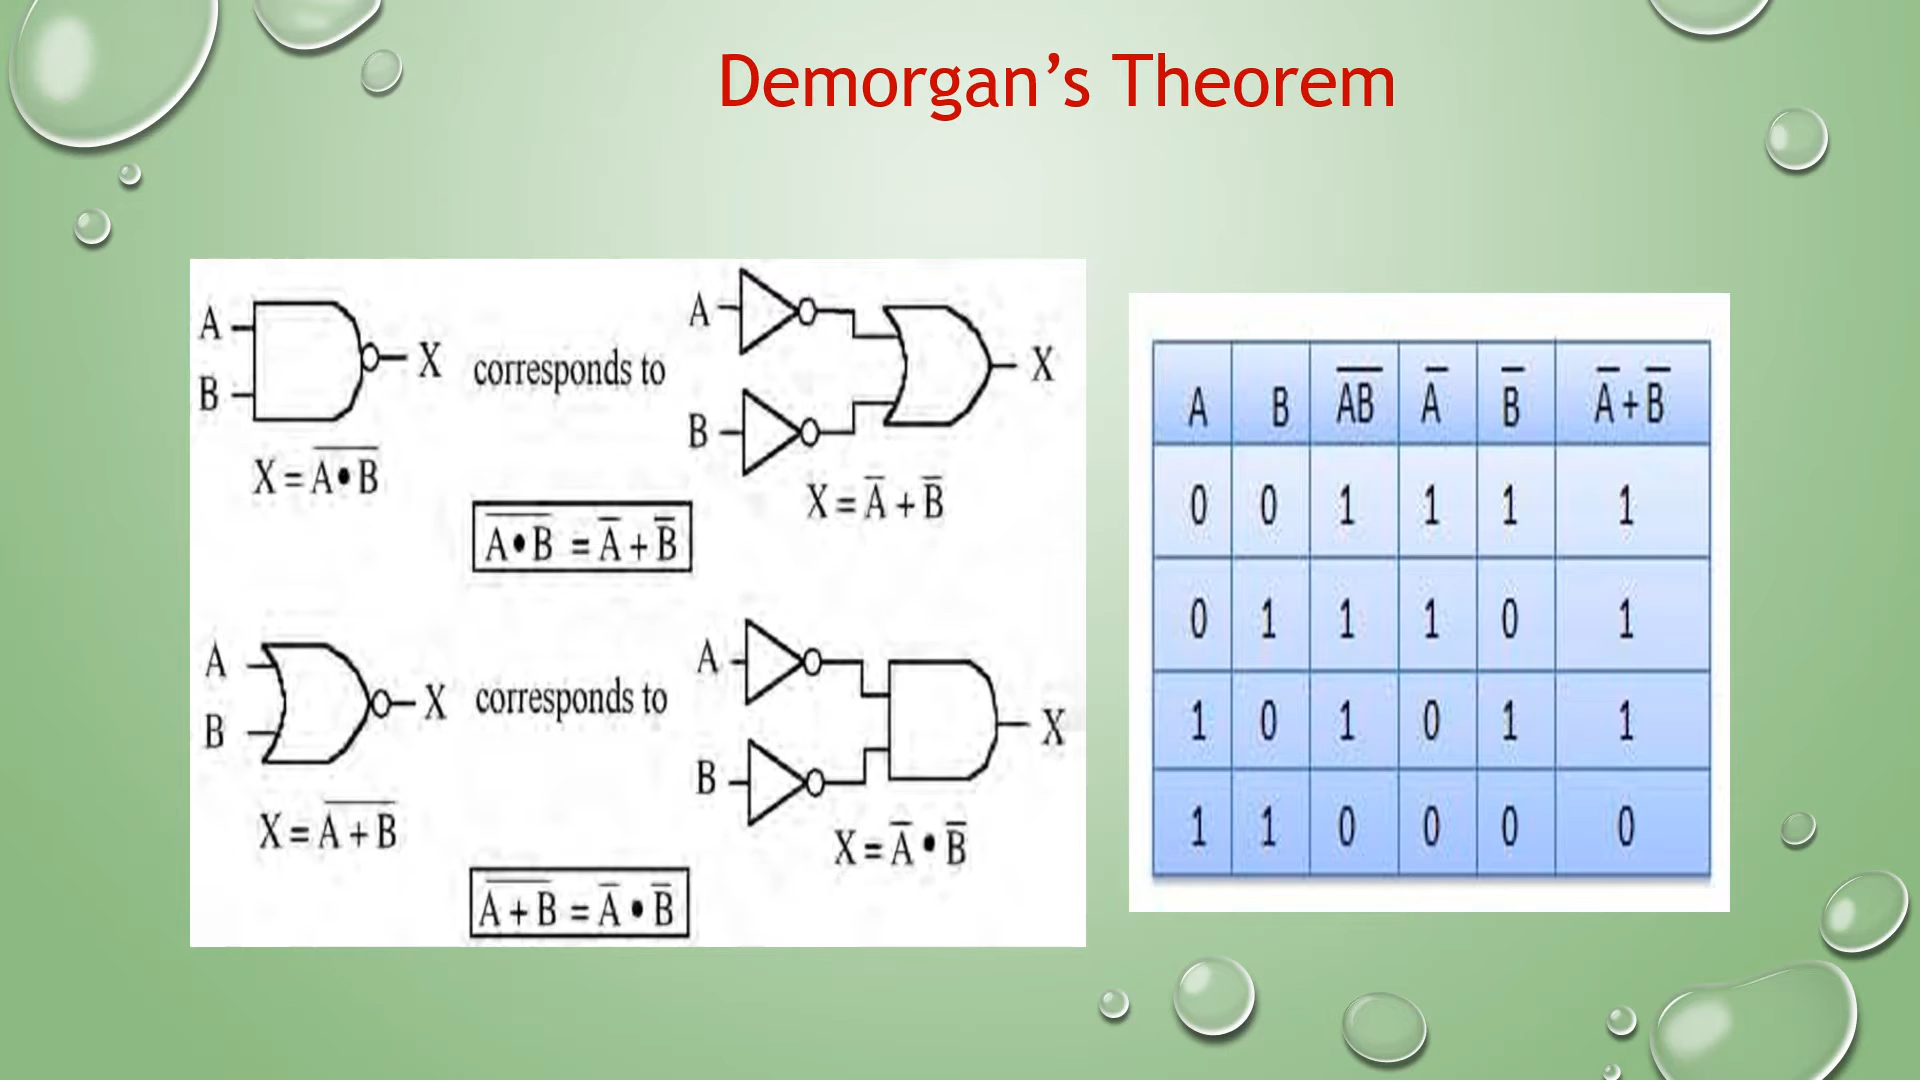 Demorgan’s Theorem
A
B
X
X = A̅•̅B̅
corresponds to
A
B
X
X = A̅ + B̅
A̅•̅B̅ = A̅ + B̅
A
B
X
X = A̅ ̅+̅ ̅B̅
corresponds to
A
B
X
X = A̅ • B̅
A̅ ̅+̅ ̅B̅ = A̅ • B̅
A B A̅B̅ A̅ B̅ A̅ + B̅
0 0 1 1 1 1
0 1 1 1 0 1
1 0 1 0 1 1
1 1 0 0 0 0